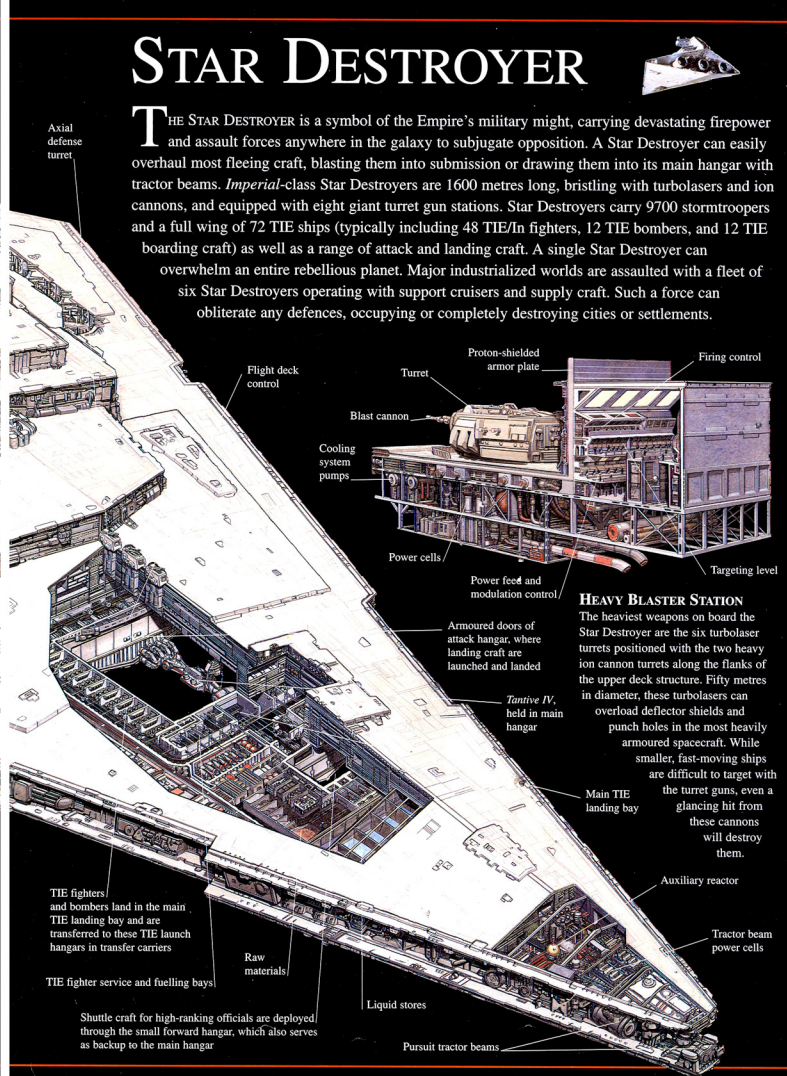 STAR DESTROYER
THE STAR DESTROYER is a symbol of the Empire's military might, carrying devastating firepower
and assault forces anywhere in the galaxy to subjugate opposition. A Star Destroyer can easily
overhaul most fleeing craft, blasting them into submission or drawing them into its main hangar with
tractor beams. Imperial-class Star Destroyers are 1600 metres long, bristling with turbolasers and ion
cannons, and equipped with eight giant turret gun stations. Star Destroyers carry 9700 stormtroopers
and a full wing of 72 TIE ships (typically including 48 TIE/In fighters, 12 TIE bombers, and 12 TIE
boarding craft) as well as a range of attack and landing craft. A single Star Destroyer can
overwhelm an entire rebellious planet. Major industrialized worlds are assaulted with a fleet of
six Star Destroyers operating with support cruisers and supply craft. Such a force can
obliterate any defences, occupying or completely destroying cities or settlements.
Axial
defense
turret
Flight deck
control
Proton-shielded
armor plate
Firing control
Turret
Blast cannon
Cooling
system
pumps
Power cells
Power feed and
modulation control
Targeting level
HEAVY BLASTER STATION
The heaviest weapons on board the
Star Destroyer are the six turbolaser
turrets positioned with the two heavy
ion cannon turrets along the flanks of
the upper deck structure. Fifty metres
in diameter, these turbolasers can
overload deflector shields and
punch holes in the most heavily
armoured spacecraft. While
smaller, fast-moving ships
are difficult to target with
the turret guns, even a
glancing hit from
these cannons
will destroy
them.
Armoured doors of
attack hangar, where
landing craft are
launched and landed
Tantive IV,
held in main
hangar
Main TIE
landing bay
Auxiliary reactor
Tractor beam
power cells
TIE fighters
and bombers land in the main
TIE landing bay and are
transferred to these TIE launch
hangars in transfer carriers
TIE fighter service and fuelling bays
Raw
materials
Liquid stores
Shuttle craft for high-ranking officials are deployed
through the small forward hangar, which also serves
as backup to the main hangar
Pursuit tractor beams